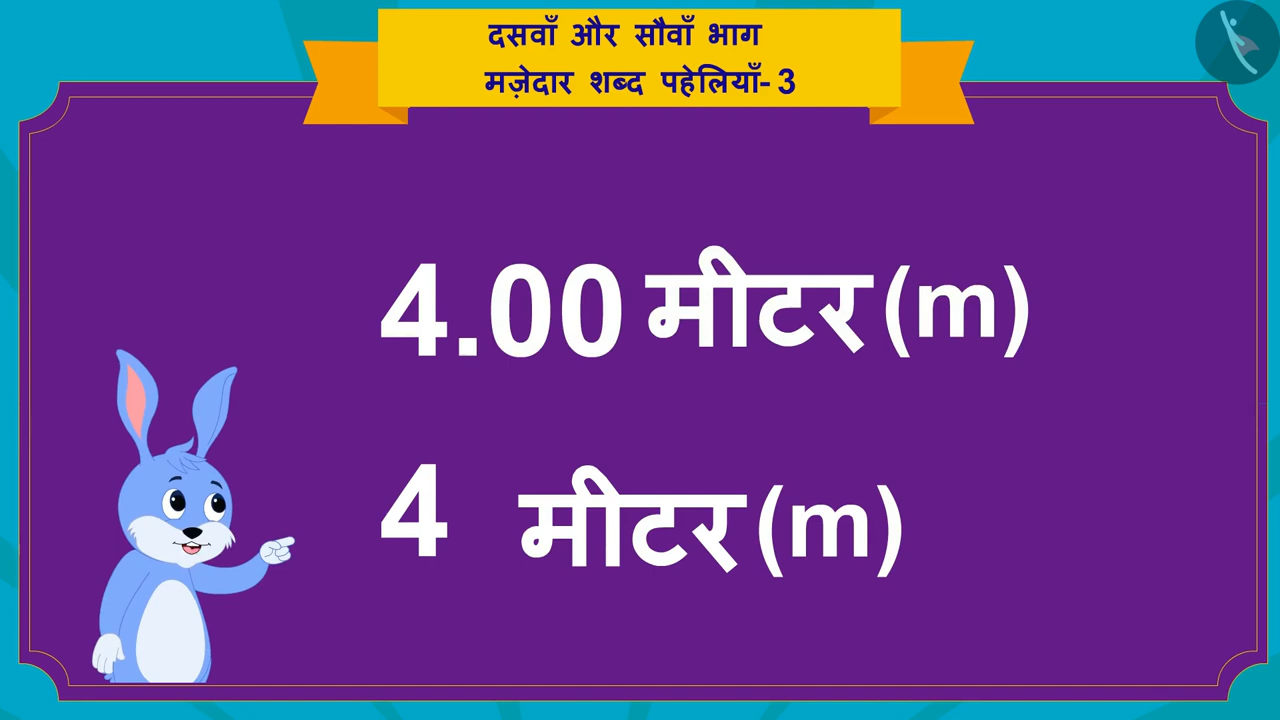 दसवाँ और सौवाँ भाग
मज़ेदार शब्द पहेलियाँ- 3
4.00 मीटर (m)
4 मीटर (m)